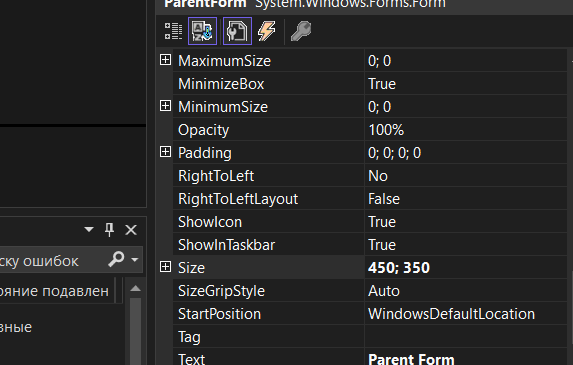 ParentForm System.Windows.Forms.Form
MaximumSize 0; 0
MinimizeBox True
MinimumSize 0; 0
Opacity 100%
Padding 0; 0; 0; 0
RightToLeft No
RightToLeftLayout False
ShowIcon True
ShowInTaskbar True
Size 450; 350
SizeGripStyle Auto
StartPosition WindowsDefaultLocation
Tag
Text Parent Form
ску ошибок
ояние подавлен
вные